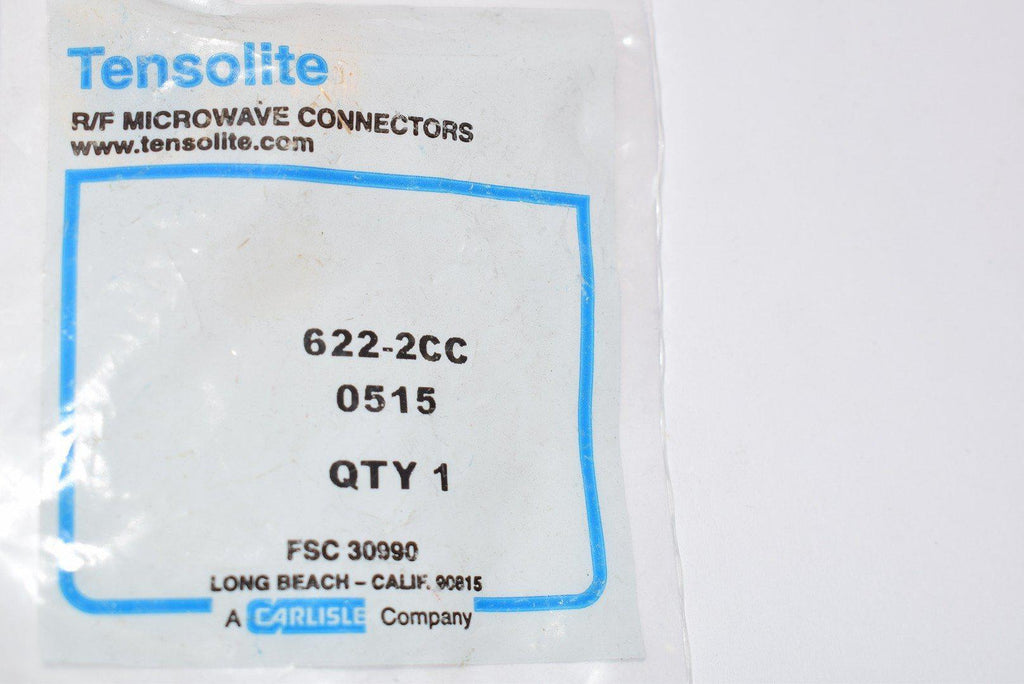 Tensolite
R/F MICROWAVE CONNECTORS
www.tensolite.com
622-2CC
0515
QTY 1
FSC 30990
LONG BEACH – CALIF. 90815
A CARLISLE Company